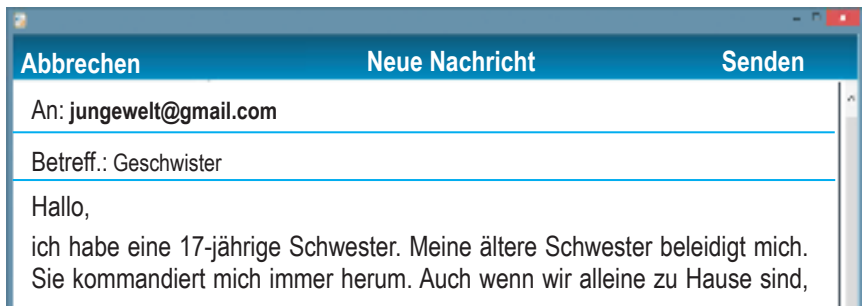 Abbrechen Neue Nachricht Senden
An: jungewelt@gmail.com
Betreff.: Geschwister
Hallo,
ich habe eine 17-jährige Schwester. Meine ältere Schwester beleidigt mich.
Sie kommandiert mich immer herum. Auch wenn wir alleine zu Hause sind,